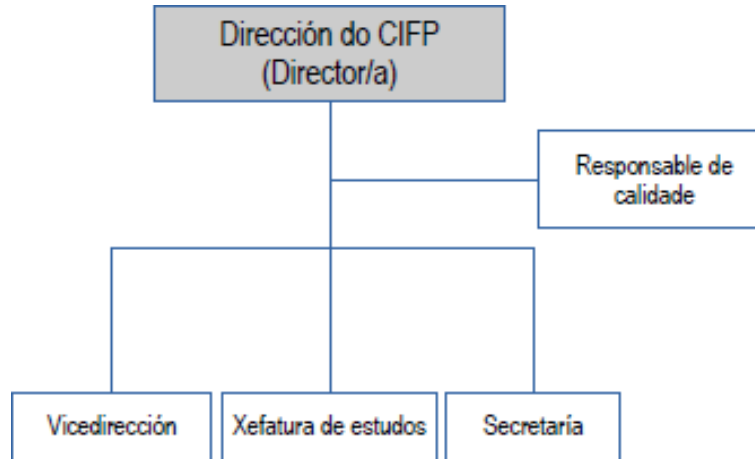 Dirección do CIFP
(Director/a)
Responsable de
calidade
Vicedirección
Xefatura de estudos
Secretaría